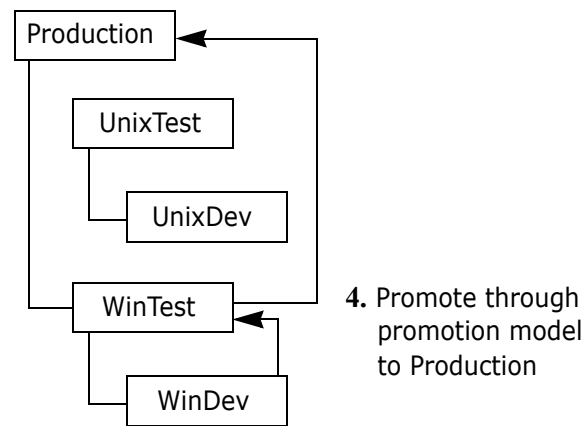 Production
UnixTest
UnixDev
WinTest
WinDev
4. Promote through
promotion model
to Production